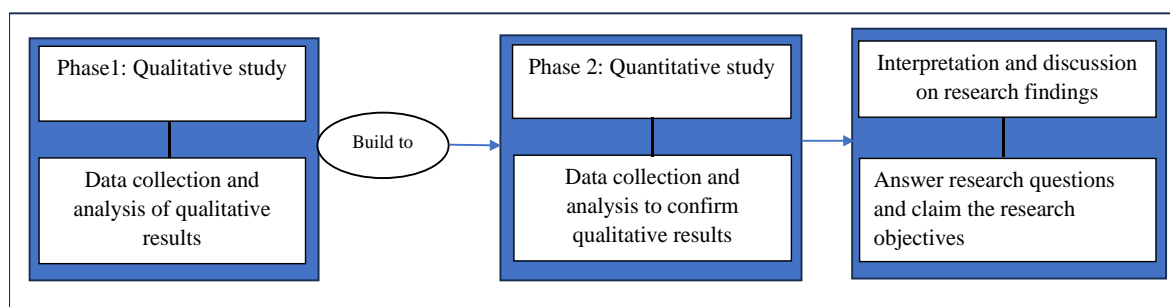 Phase1: Qualitative study
Data collection and
analysis of qualitative
results
Build to
Phase 2: Quantitative study
Data collection and
analysis to confirm
qualitative results
Interpretation and discussion
on research findings
Answer research questions
and claim the research
objectives